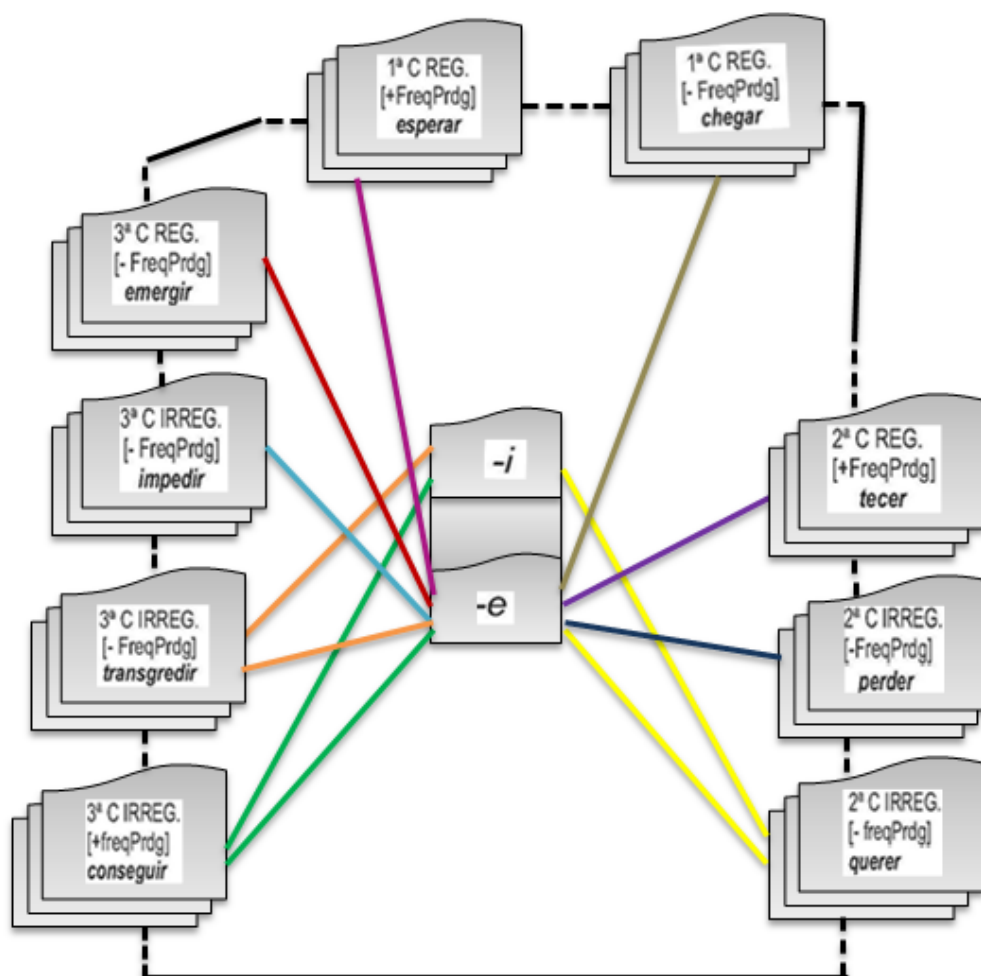 1ª C REG.
[+FreqPrdg]
esperar
1ª C REG.
[- FreqPrdg]
chegar
3ª C REG.
[- FreqPrdg]
emergir
3ª C IRREG.
[- FreqPrdg]
impedir
-i
2ª C REG.
[+FreqPrdg]
tecer
3ª C IRREG.
[- FreqPrdg]
transgredir
-e
2ª C IRREG.
[-FreqPrdg]
perder
3ª C IRREG.
[+freqPrdg]
conseguir
2ª C IRREG.
[- freqPrdg]
querer